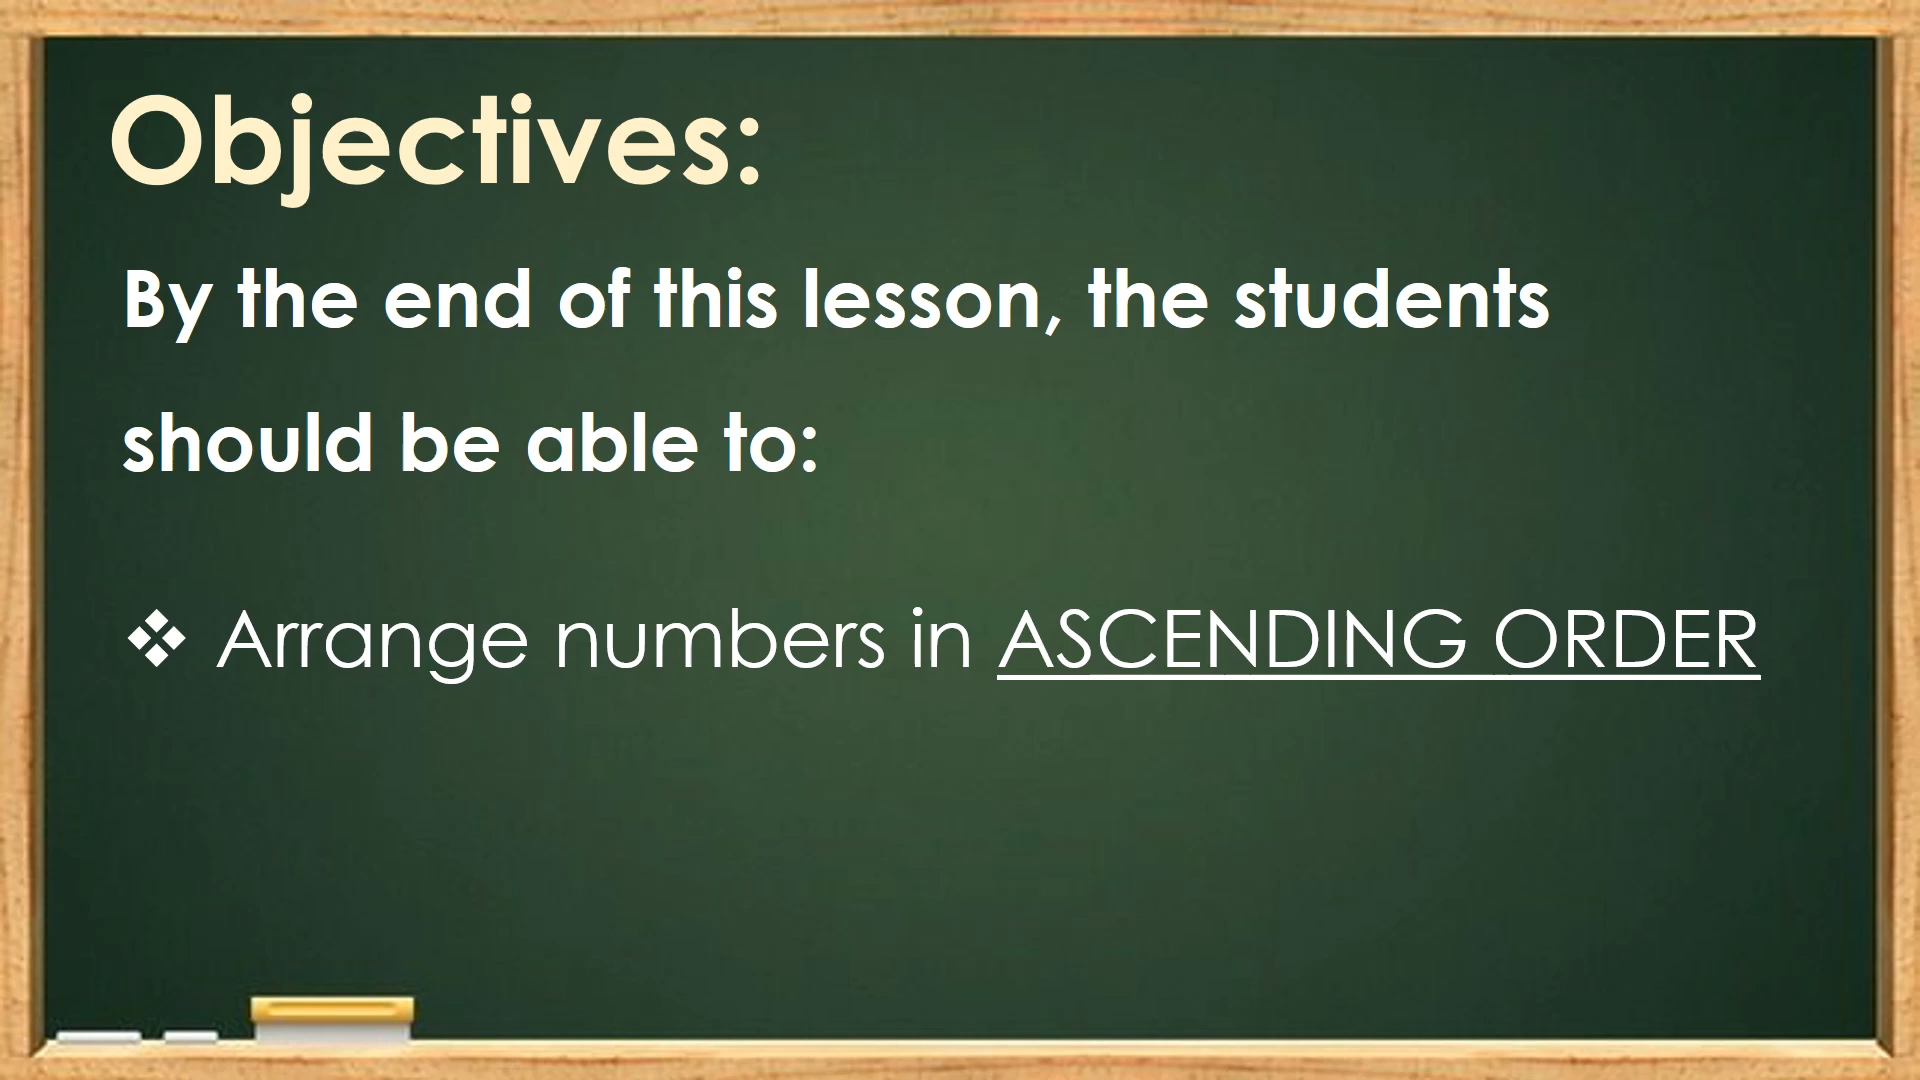 Objectives:
By the end of this lesson, the students
should be able to:
❖ Arrange numbers in ASCENDING ORDER